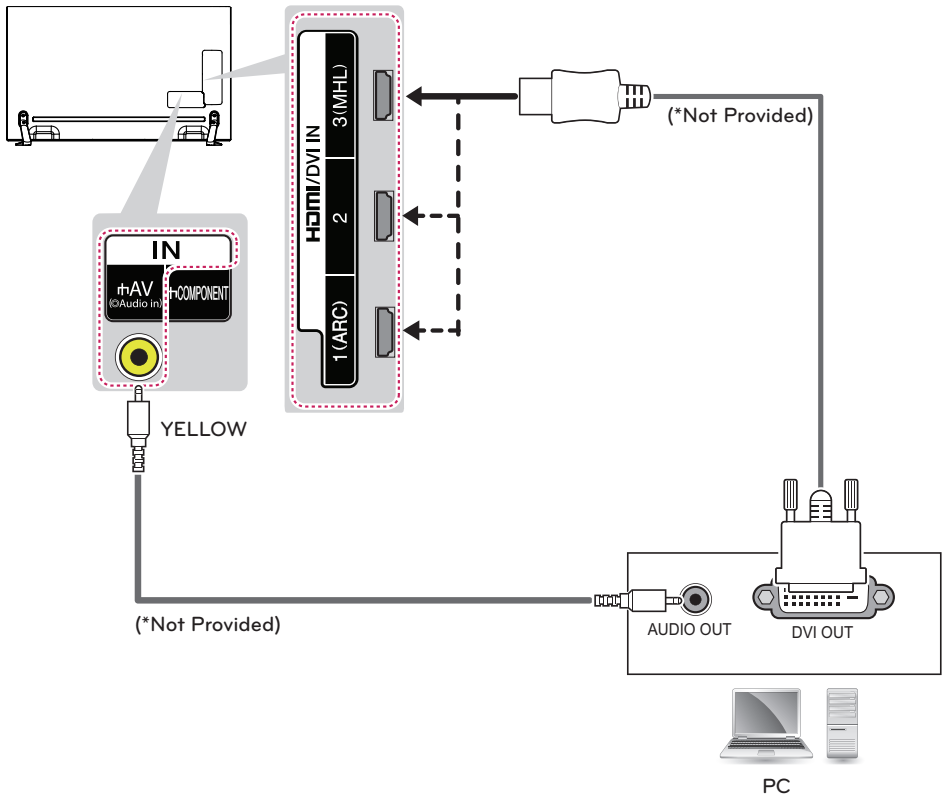 HDMI/DVI IN
3(MHL)
2
1(ARC)
(*Not Provided)
IN
AV
(Audio in)
COMPONENT
YELLOW
(*Not Provided)
AUDIO OUT
DVI OUT
PC